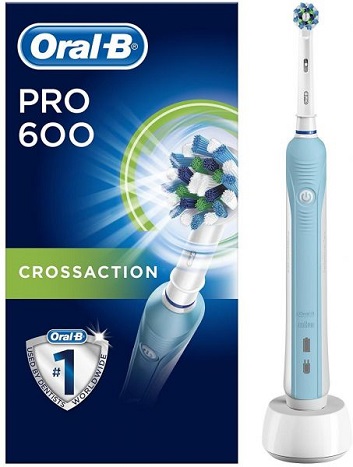 Oral-B
PRO
600
CROSSACTION
Oral-B
#1
USED BY DENTISTS
WORLDWIDE